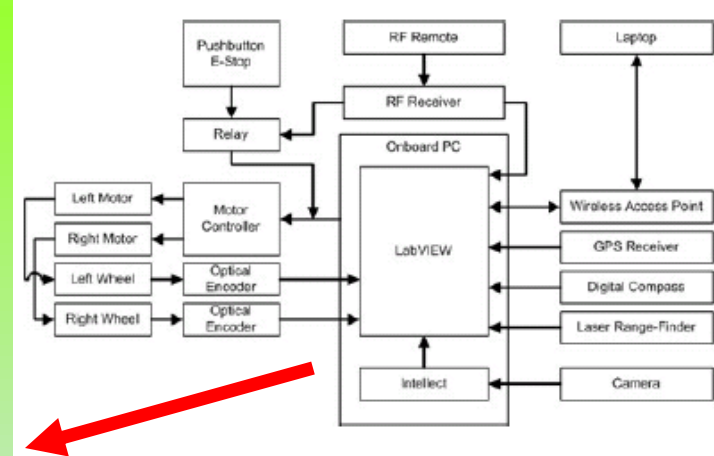 Pushbutton
E-Stop
RF Remote
Laptop
RF Receiver
Relay
Onboard PC
Left Motor
Motor
Controller
Right Motor
LabVIEW
Wireless Access Point
GPS Receiver
Left Wheel
Optical
Encoder
Digital Compass
Right Wheel
Optical
Encoder
Laser Range-Finder
Intellect
Camera